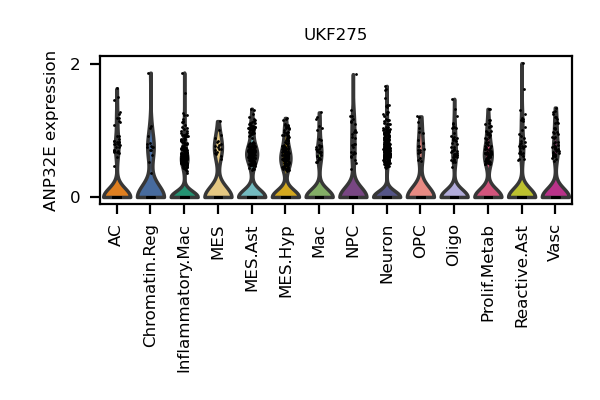 UKF275
ANP32E expression
2
0
AC
Chromatin.Reg
Inflammatory.Mac
MES
MES.Ast
MES.Hyp
Mac
NPC
Neuron
OPC
Oligo
Prolif.Metab
Reactive.Ast
Vasc